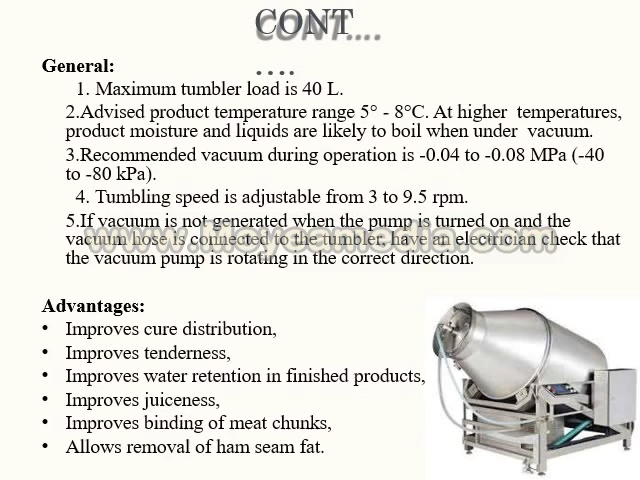 CONT
CONT....
....
General:
1. Maximum tumbler load is 40 L.
2.Advised product temperature range 5° - 8°C. At higher temperatures,
product moisture and liquids are likely to boil when under vacuum.
3.Recommended vacuum during operation is -0.04 to -0.08 MPa (-40
to -80 kPa).
4. Tumbling speed is adjustable from 3 to 9.5 rpm.
5.If vacuum is not generated when the pump is turned on and the
vacuum hose is connected to the tumbler, have an electrician check that
the vacuum pump is rotating in the correct direction.
Advantages:
• Improves cure distribution,
• Improves tenderness,
• Improves water retention in finished products,
• Improves juiceness,
• Improves binding of meat chunks,
• Allows removal of ham seam fat.